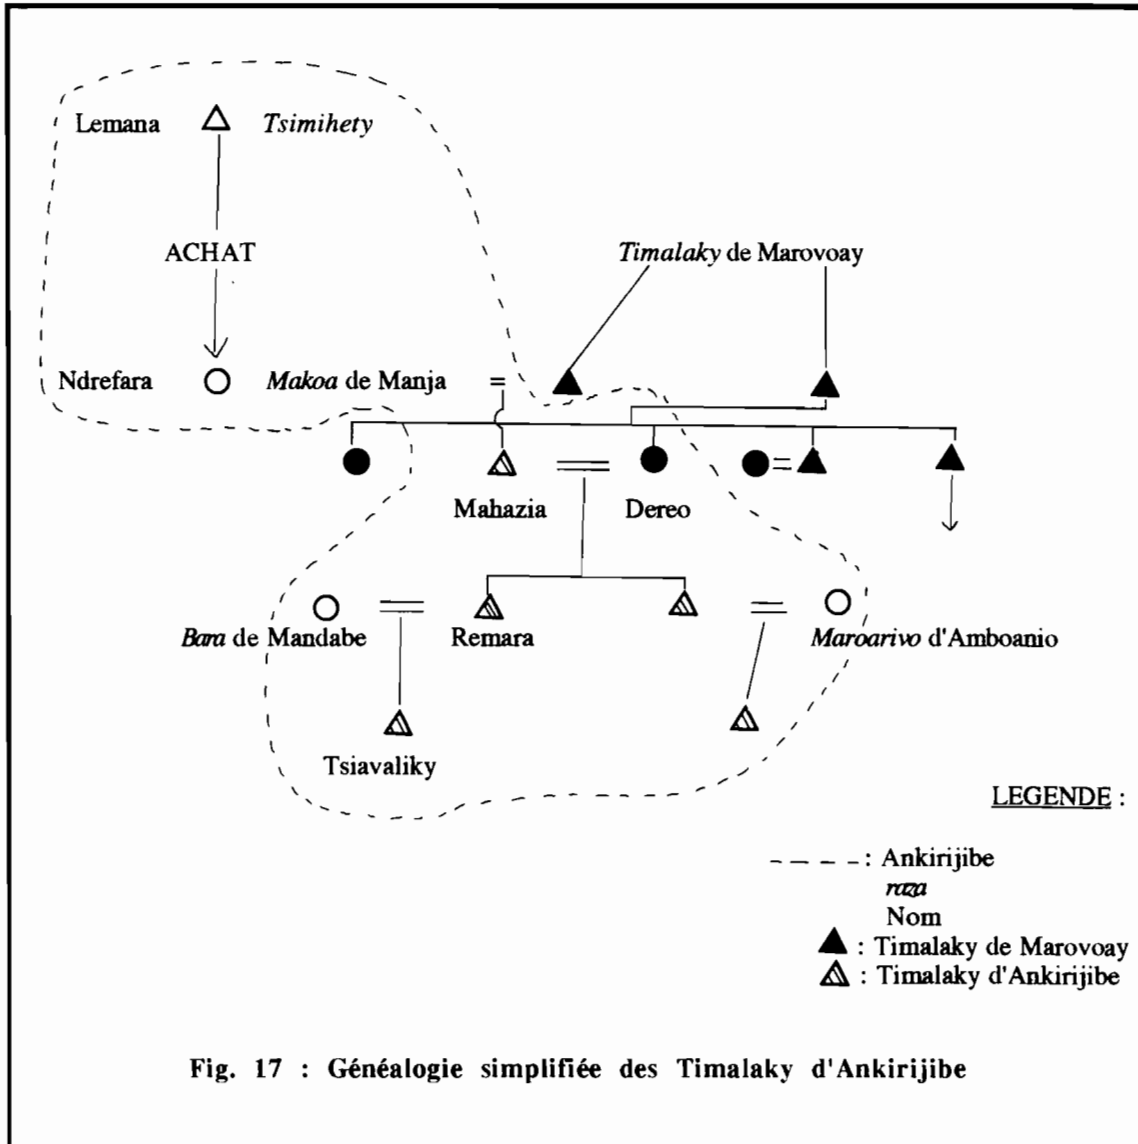 Lemana Tsimihety
ACHAT
Timalaky de Marovoay
Ndrefara Makoa de Manja =
Mahazia Dereo
Bara de Mandabe Remara Maroarivo d'Amboanio
Tsiavaliky
LEGENDE :
- - - - - : Ankirijibe
raza
Nom
: Timalaky de Marovoay
: Timalaky d'Ankirijibe
Fig. 17 : Généalogie simplifiée des Timalaky d'Ankirijibe